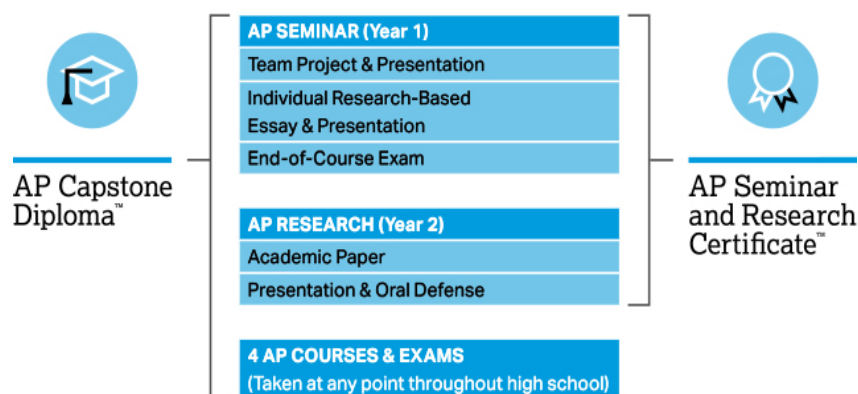 AP Capstone
Diploma™
AP SEMINAR (Year 1)
Team Project & Presentation
Individual Research-Based
Essay & Presentation
End-of-Course Exam
AP RESEARCH (Year 2)
Academic Paper
Presentation & Oral Defense
4 AP COURSES & EXAMS
(Taken at any point throughout high school)
AP Seminar
and Research
Certificate™